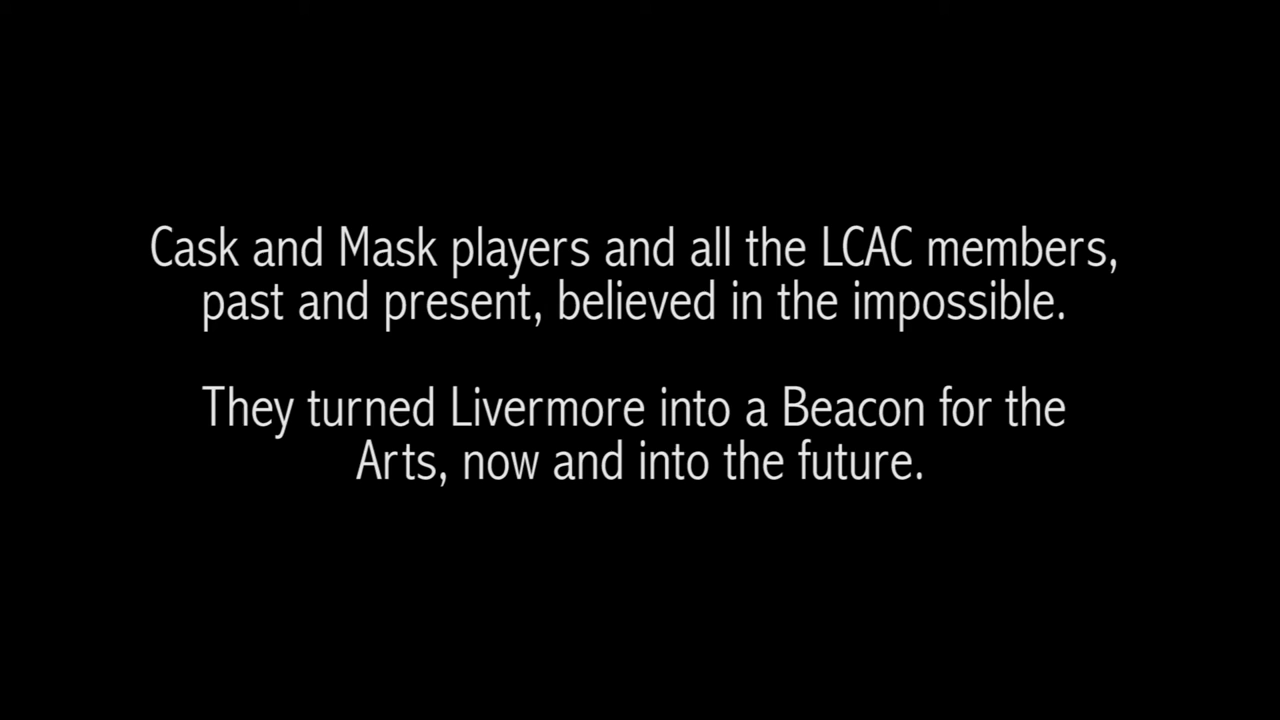 Cask and Mask players and all the LCAC members,
past and present, believed in the impossible.
They turned Livermore into a Beacon for the
Arts, now and into the future.